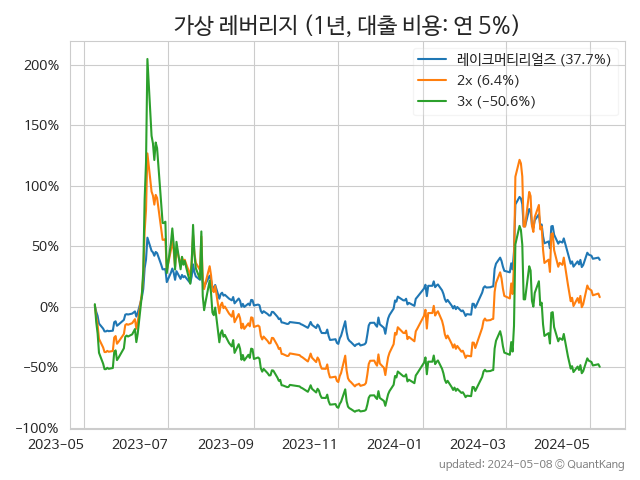 가상 레버리지 (1년, 대출 비용: 연 5%)
레이크머티리얼즈 (37.7%)
2x (6.4%)
3x (−50.6%)
200%
150%
100%
50%
0%
−50%
−100%
2023-05 2023-07 2023-09 2023-11 2024-01 2024-03 2024-05
updated: 2024-05-08 © QuantKang